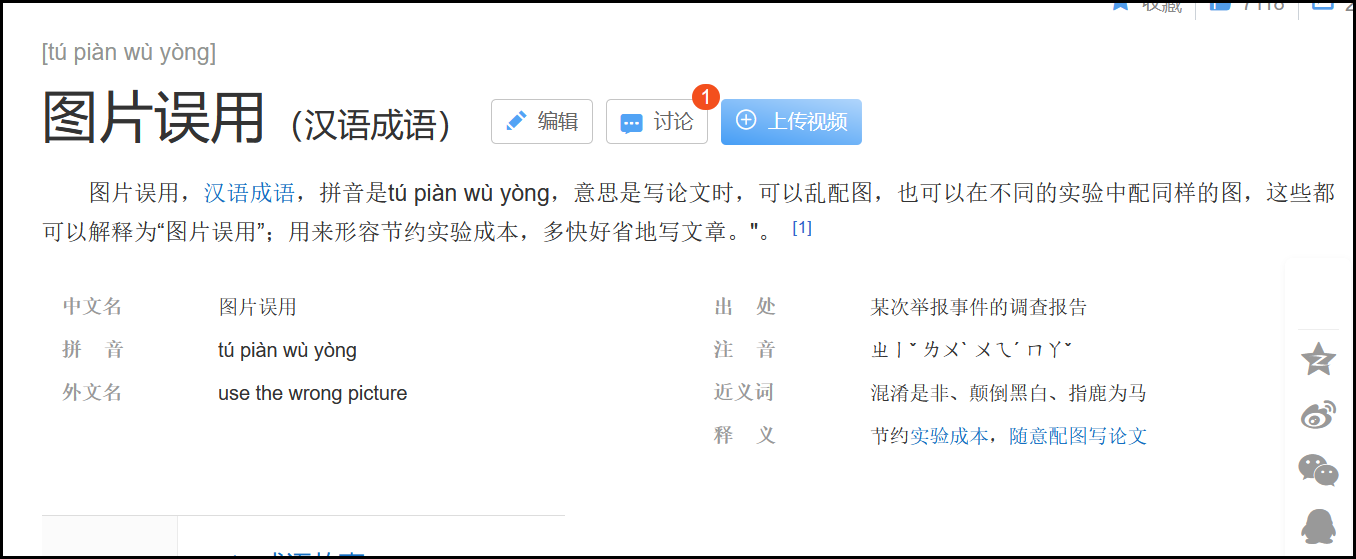 收藏 7118
[tú piàn wù yòng]
图片误用（汉语成语） 编辑 讨论 1 上传视频
图片误用，汉语成语，拼音是tú piàn wù yòng，意思是写论文时，可以乱配图，也可以在不同的实验中配同样的图，这些都
可以解释为“图片误用”；用来形容节约实验成本，多快好省地写文章。"。 [1]
中文名 图片误用 出 处 某次举报事件的调查报告
拼 音 tú piàn wù yòng 注 音 ㄓㄧˇ ㄌㄨˋ ㄨㄟˊ ㄇㄚˇ
外文名 use the wrong picture 近义词 混淆是非、颠倒黑白、指鹿为马
释 义 节约实验成本，随意配图写论文
成语故事